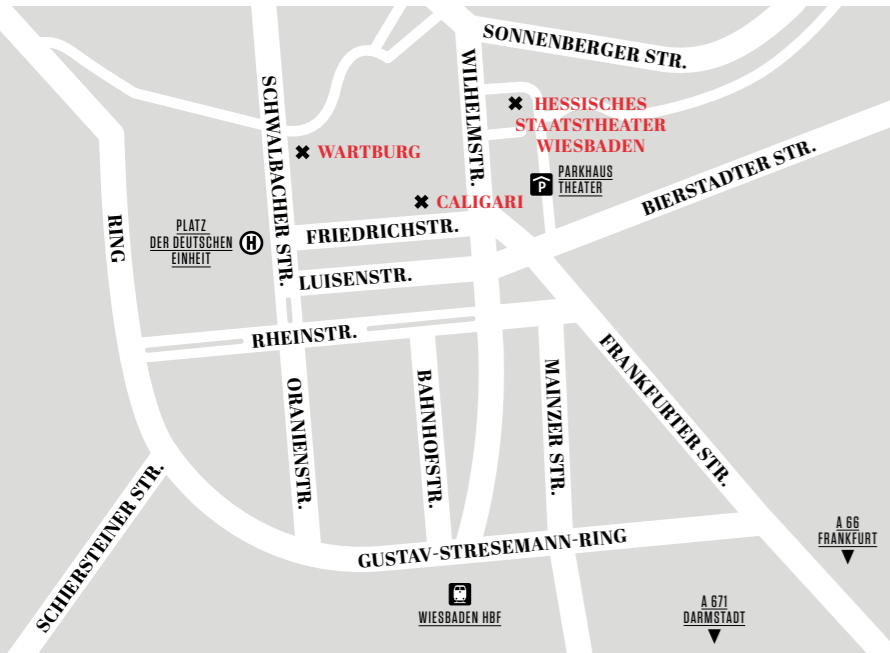 SONNENBERGER STR.
WILHELMSTR.
SCHWALBACHER STR.
HESSISCHES
STAATSTHEATER
WIESBADEN
WARTBURG
PARKHAUS
THEATER
P
BIERSTADTER STR.
CALIGARI
RING
PLATZ
DER DEUTSCHEN
EINHEIT
H
FRIEDRICHSTR.
LUISENSTR.
RHEINSTR.
ORANIENSTR.
BAHNHOFSTR.
MAINZER STR.
FRANKFURTER STR.
SCHIERSTEINER STR.
GUSTAV-STRESEMANN-RING
A 66
FRANKFURT
WIESBADEN HBF
A 671
DARMSTADT